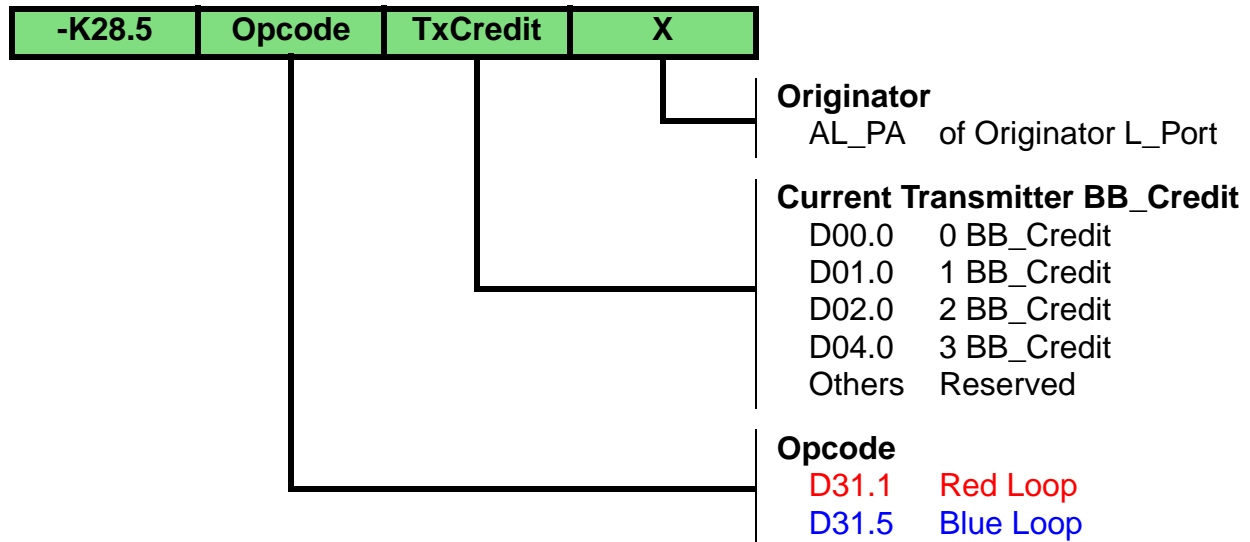 -K28.5 Opcode TxCredit X
Originator
AL_PA of Originator L_Port
Current Transmitter BB_Credit
D00.0 0 BB_Credit
D01.0 1 BB_Credit
D02.0 2 BB_Credit
D04.0 3 BB_Credit
Others Reserved
Opcode
D31.1 Red Loop
D31.5 Blue Loop